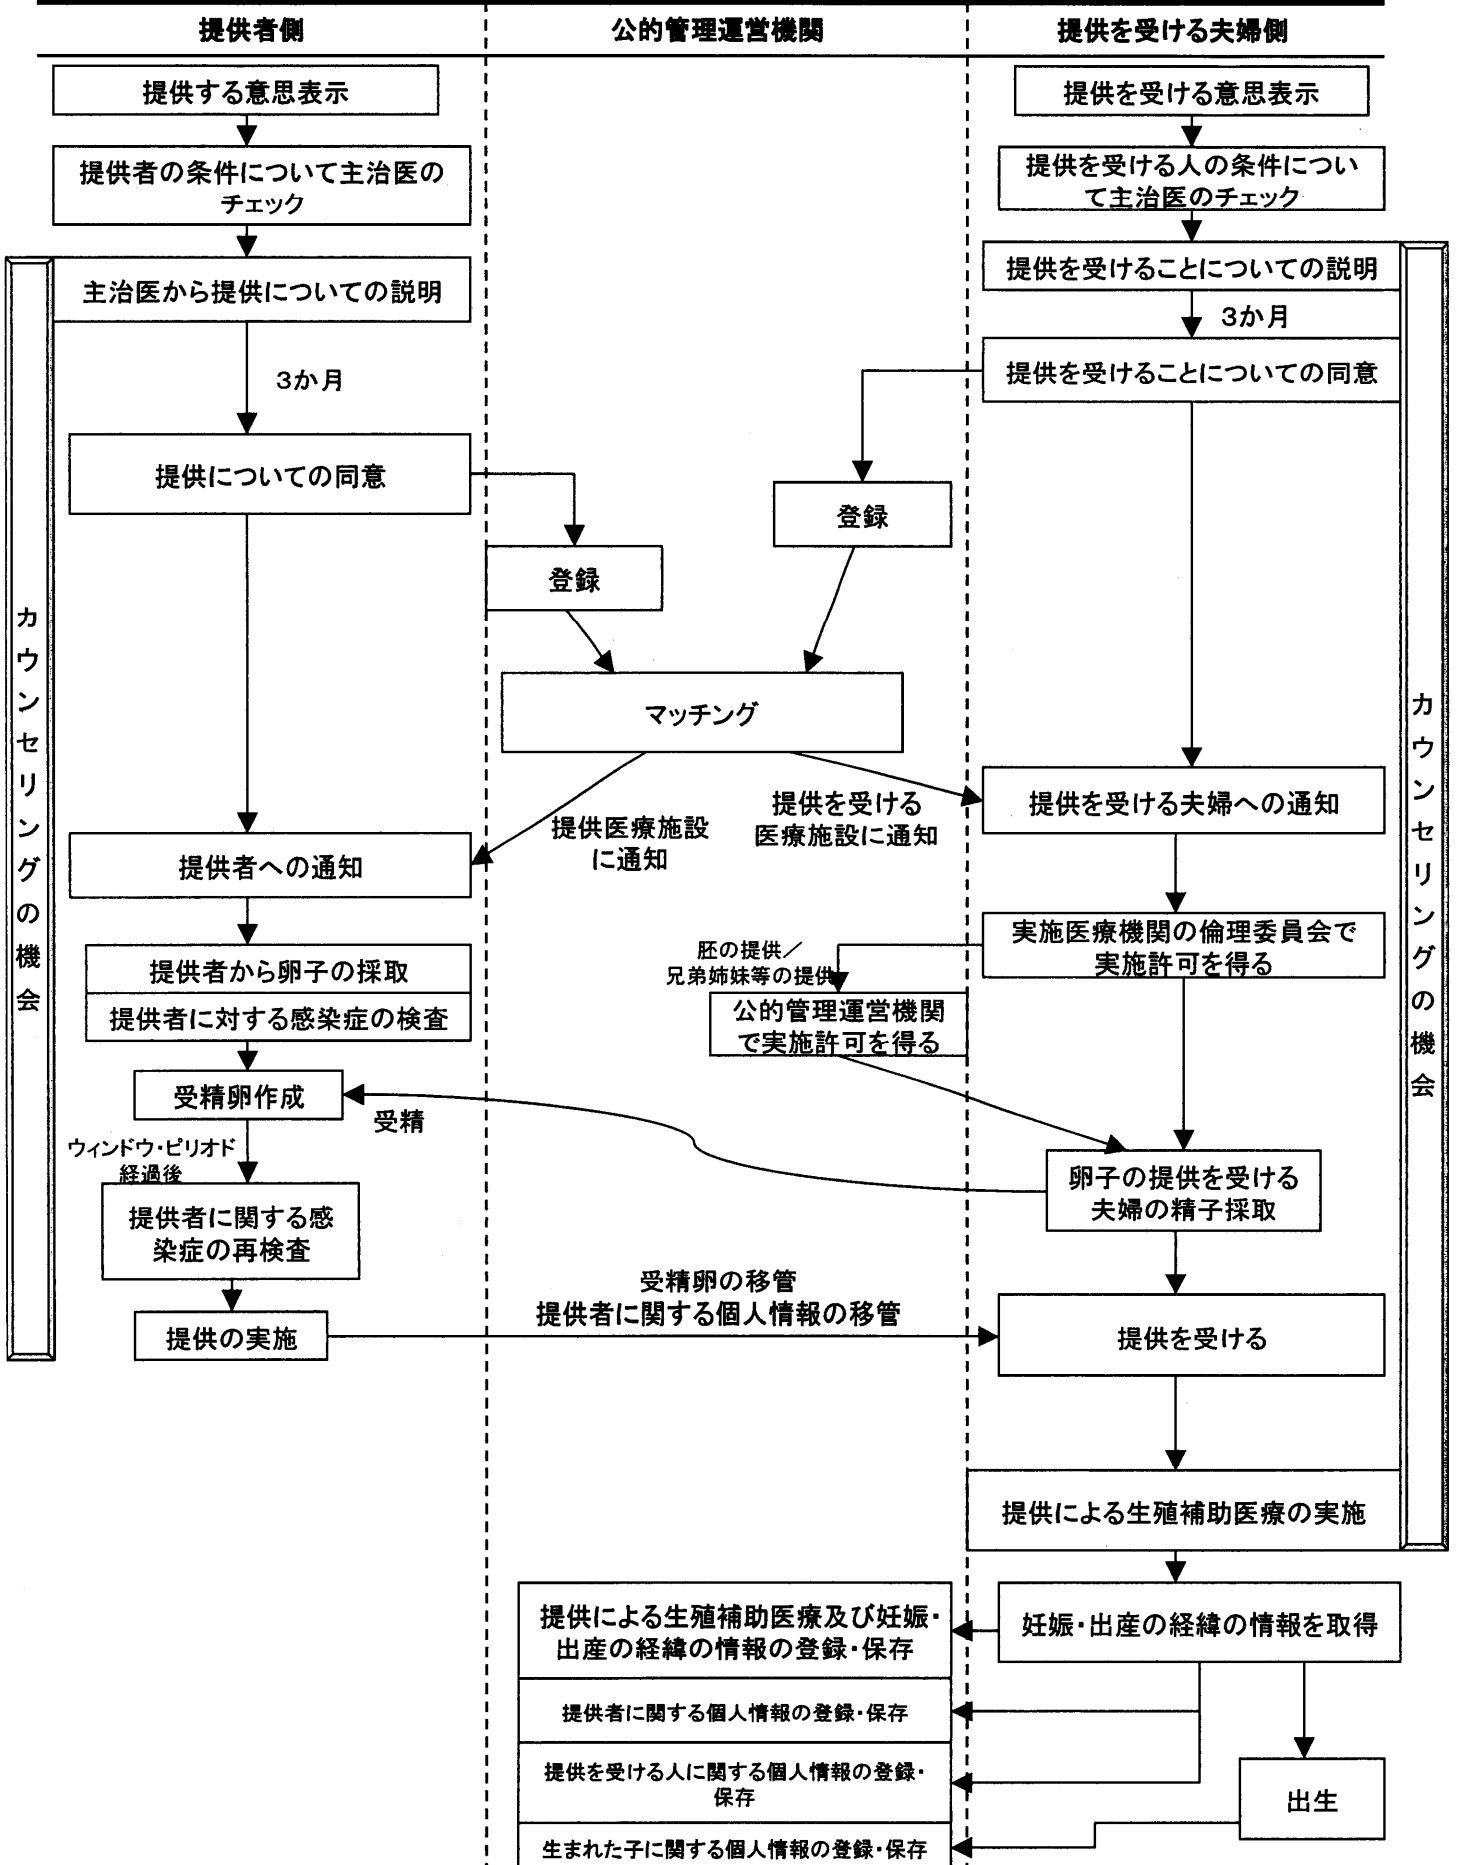 提供者側
公的管理運営機関
提供を受ける夫婦側
提供する意思表示
提供を受ける意思表示
提供者の条件について主治医の
チェック
提供を受ける人の条件につい
て主治医のチェック
主治医から提供についての説明
提供を受けることについての説明
3か月
3か月
提供を受けることについての同意
提供についての同意
登録
登録
マッチング
提供医療施設
に通知
提供を受ける
医療施設に通知
提供を受ける夫婦への通知
提供者への通知
実施医療機関の倫理委員会で
実施許可を得る
胚の提供／
兄弟姉妹等の提供
公的管理運営機関
で実施許可を得る
提供者から卵子の採取
提供者に対する感染症の検査
受精卵作成
受精
ウィンドウ・ピリオド
経過後
卵子の提供を受ける
夫婦の精子採取
提供者に関する感
染症の再検査
受精卵の移管
提供者に関する個人情報の移管
提供の実施
提供を受ける
提供による生殖補助医療の実施
カウンセリングの機会
カウンセリングの機会
提供による生殖補助医療及び妊娠・
出産の経緯の情報の登録・保存
妊娠・出産の経緯の情報を取得
提供者に関する個人情報の登録・保存
提供を受ける人に関する個人情報の登録・
保存
出生
生まれた子に関する個人情報の登録・保存